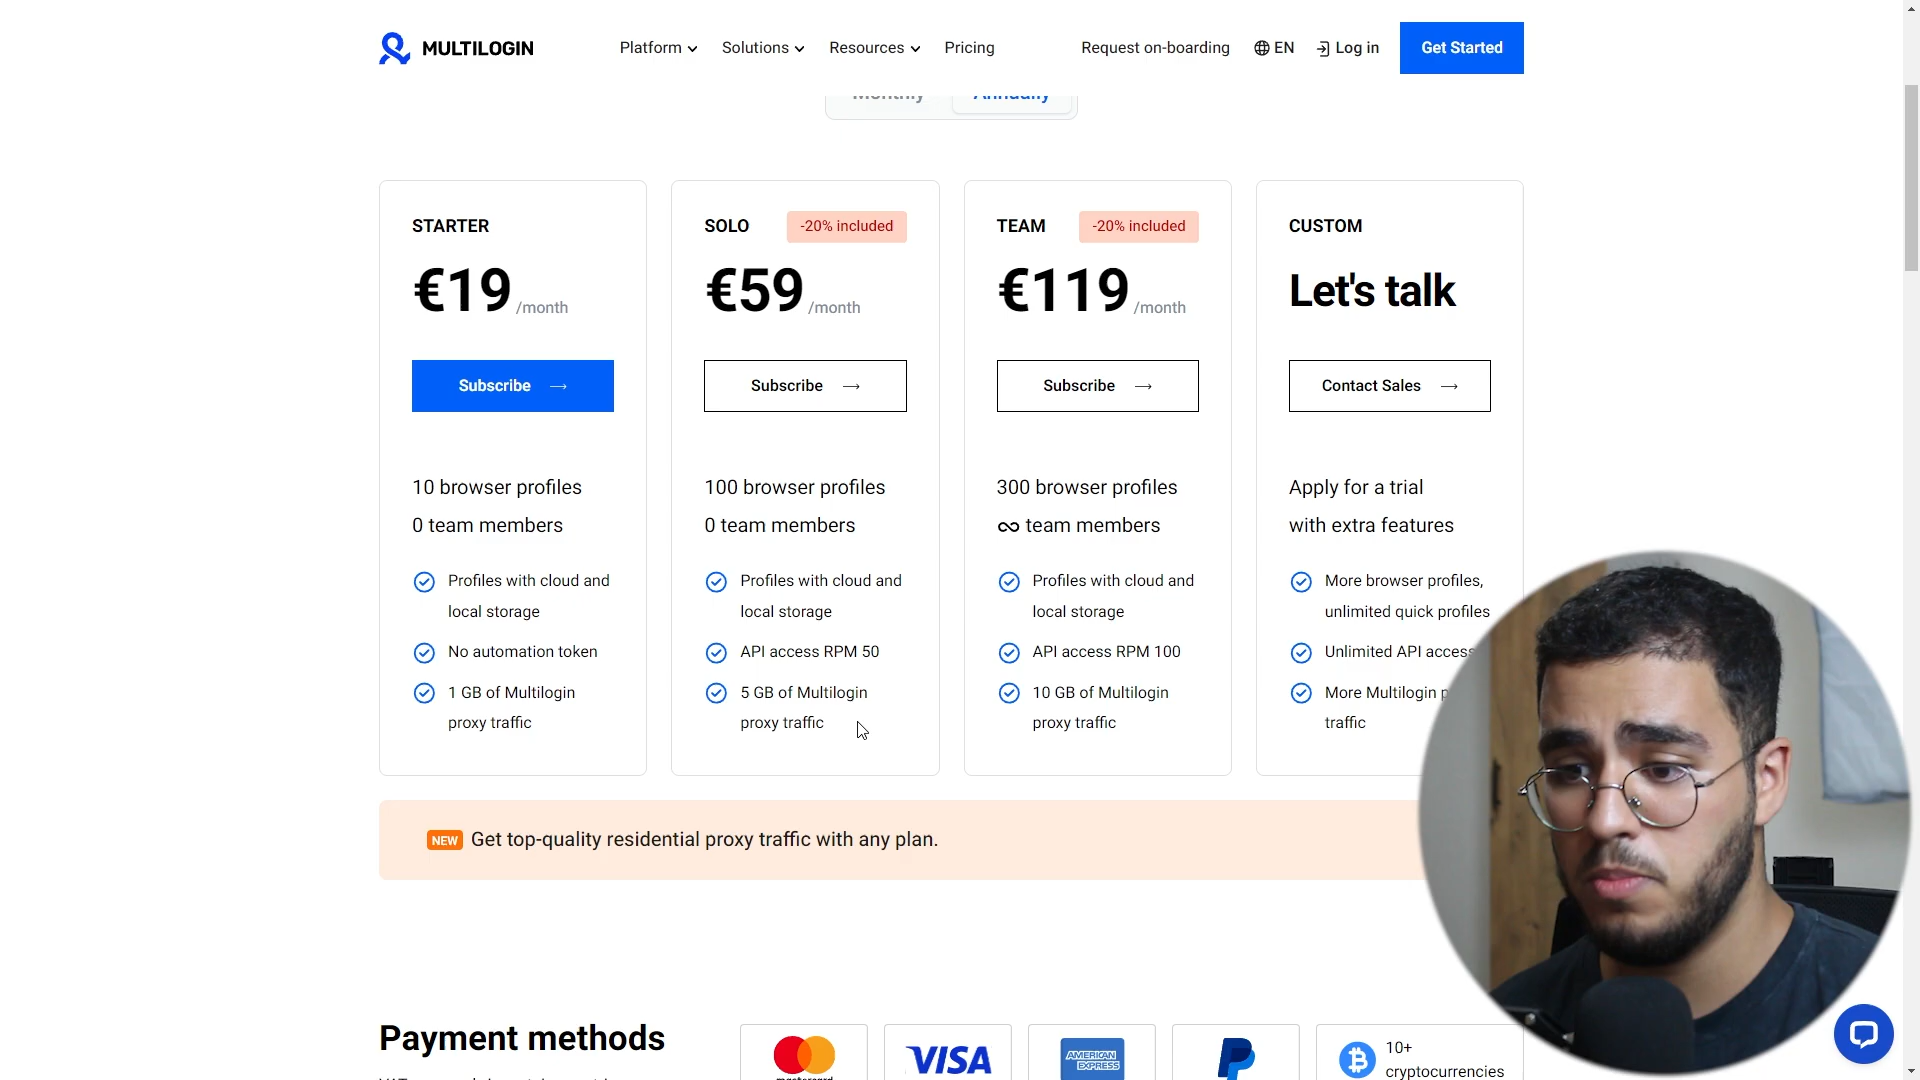 MULTILOGIN
Platform
Solutions
Resources
Pricing
Request on-boarding
EN
Log in
Get Started
Monthly
Annually
STARTER
€19 /month
Subscribe
10 browser profiles
0 team members
Profiles with cloud and
local storage
No automation token
1 GB of Multilogin
proxy traffic
SOLO
-20% included
€59 /month
Subscribe
100 browser profiles
0 team members
Profiles with cloud and
local storage
API access RPM 50
5 GB of Multilogin
proxy traffic
TEAM
-20% included
€119 /month
Subscribe
300 browser profiles
∞ team members
Profiles with cloud and
local storage
API access RPM 100
10 GB of Multilogin
proxy traffic
CUSTOM
Let's talk
Contact Sales
Apply for a trial
with extra features
More browser profiles,
unlimited quick profiles
Unlimited API access
More Multilogin
traffic
NEW Get top-quality residential proxy traffic with any plan.
Payment methods
mastercard
VISA
AMERICAN
EXPRESS
10+
cryptocurrencies